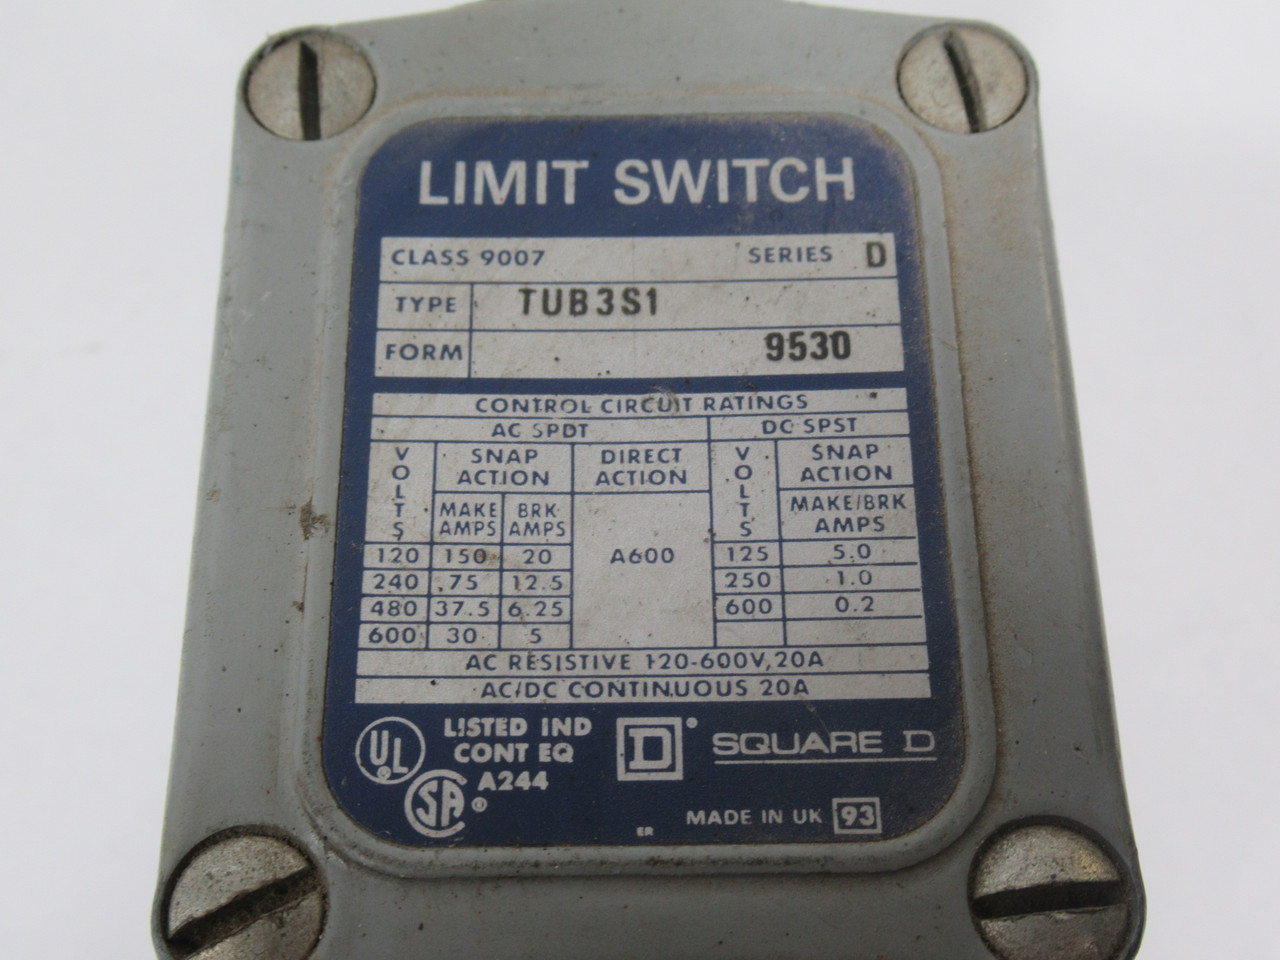 LIMIT SWITCH
CLASS 9007 SERIES D
TYPE TUB3S1
FORM 9530
CONTROL CIRCUIT RATINGS
AC SPDT DC SPST
VOLTS SNAP ACTION DIRECT ACTION VOLTS SNAP ACTION
MAKE AMPS BRK AMPS MAKE/BRK AMPS
120 150 20 A600 125 5.0
240 75 12.5 250 1.0
480 37.5 6.25 600 0.2
600 30 5
AC RESISTIVE 120-600V, 20A
AC/DC CONTINUOUS 20A
UL ® LISTED IND CONT EQ A244
SA ®
D ® SQUARE D
ER MADE IN UK 93